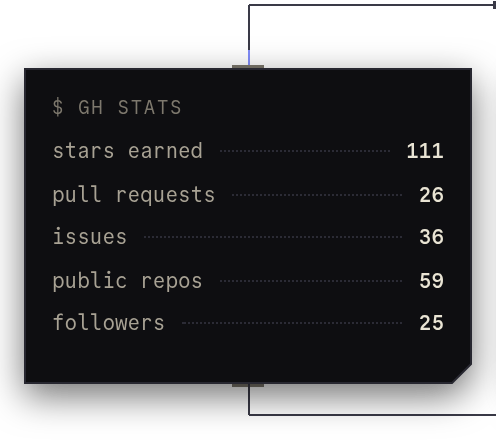 $ GH STATS
stars earned 111
pull requests 26
issues 36
public repos 59
followers 25